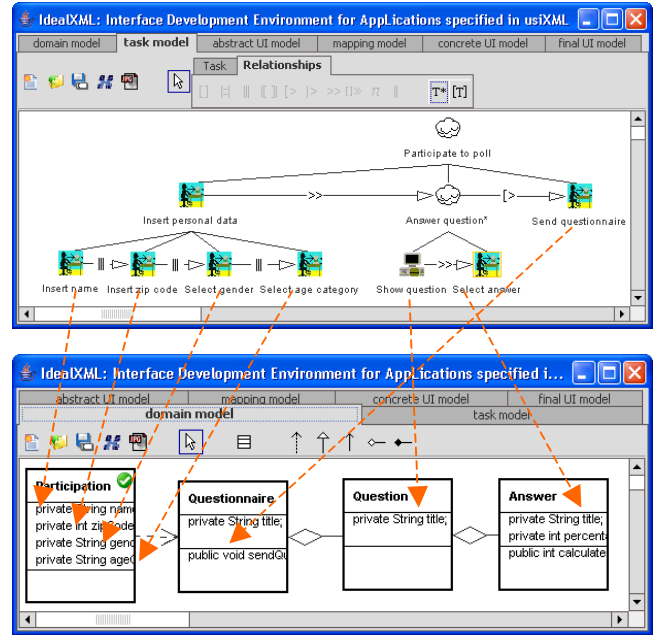 IdealXML: Interface Development Environment for AppLications specified in usiXML
domain model task model abstract UI model mapping model concrete UI model final UI model
Task Relationships
[] |=| ||| |[]| [> |> >> []>> π ||
T* [T]
Participate to poll
>> [>
Insert personal data Answer question* Send questionnaire
||| ||| ||| >>
Insert name Insert zip code Select gender Select age category Show question Select answer
IdealXML: Interface Development Environment for AppLications specified i...
abstract UI model mapping model concrete UI model final UI model
domain model task model
Participation
private String name
private int zipCode
private String gend
private String ageC
Questionnaire
private String title;
public void sendQu
Question
private String title;
Answer
private String title;
private int percenta
public int calculate